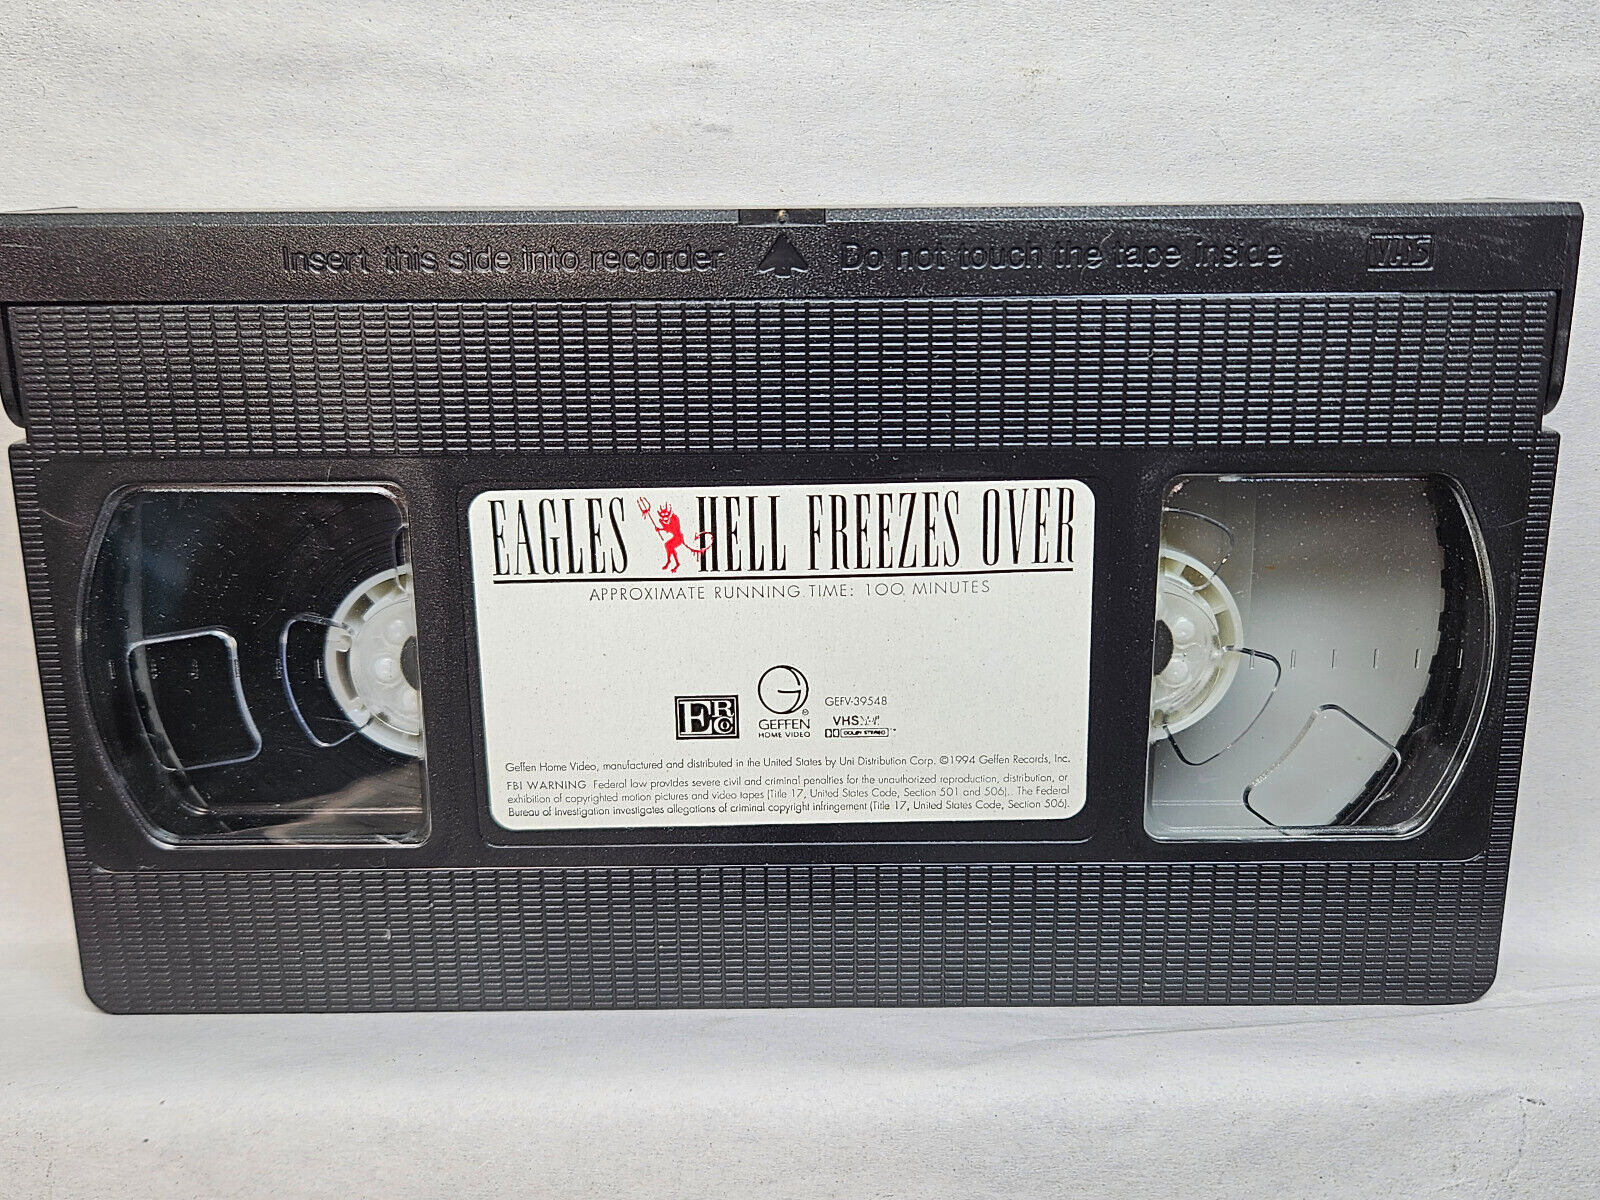 Insert this side into recorder Do not touch the tape inside VHS
EAGLES HELL FREEZES OVER
APPROXIMATE RUNNING TIME: 100 MINUTES
GEFV-39548
GEFFEN ® VHS
HOME VIDEO DOLBY STEREO ™
Geffen Home Video, manufactured and distributed in the United States by Uni Distribution Corp. ©1994 Geffen Records, Inc.
FBI WARNING Federal law provides severe civil and criminal penalties for the unauthorized reproduction, distribution, or
exhibition of copyrighted motion pictures and video tapes (Title 17, United States Code, Section 501 and 506). The Federal
Bureau of Investigation investigates allegations of criminal copyright infringement (Title 17, United States Code, Section 506).